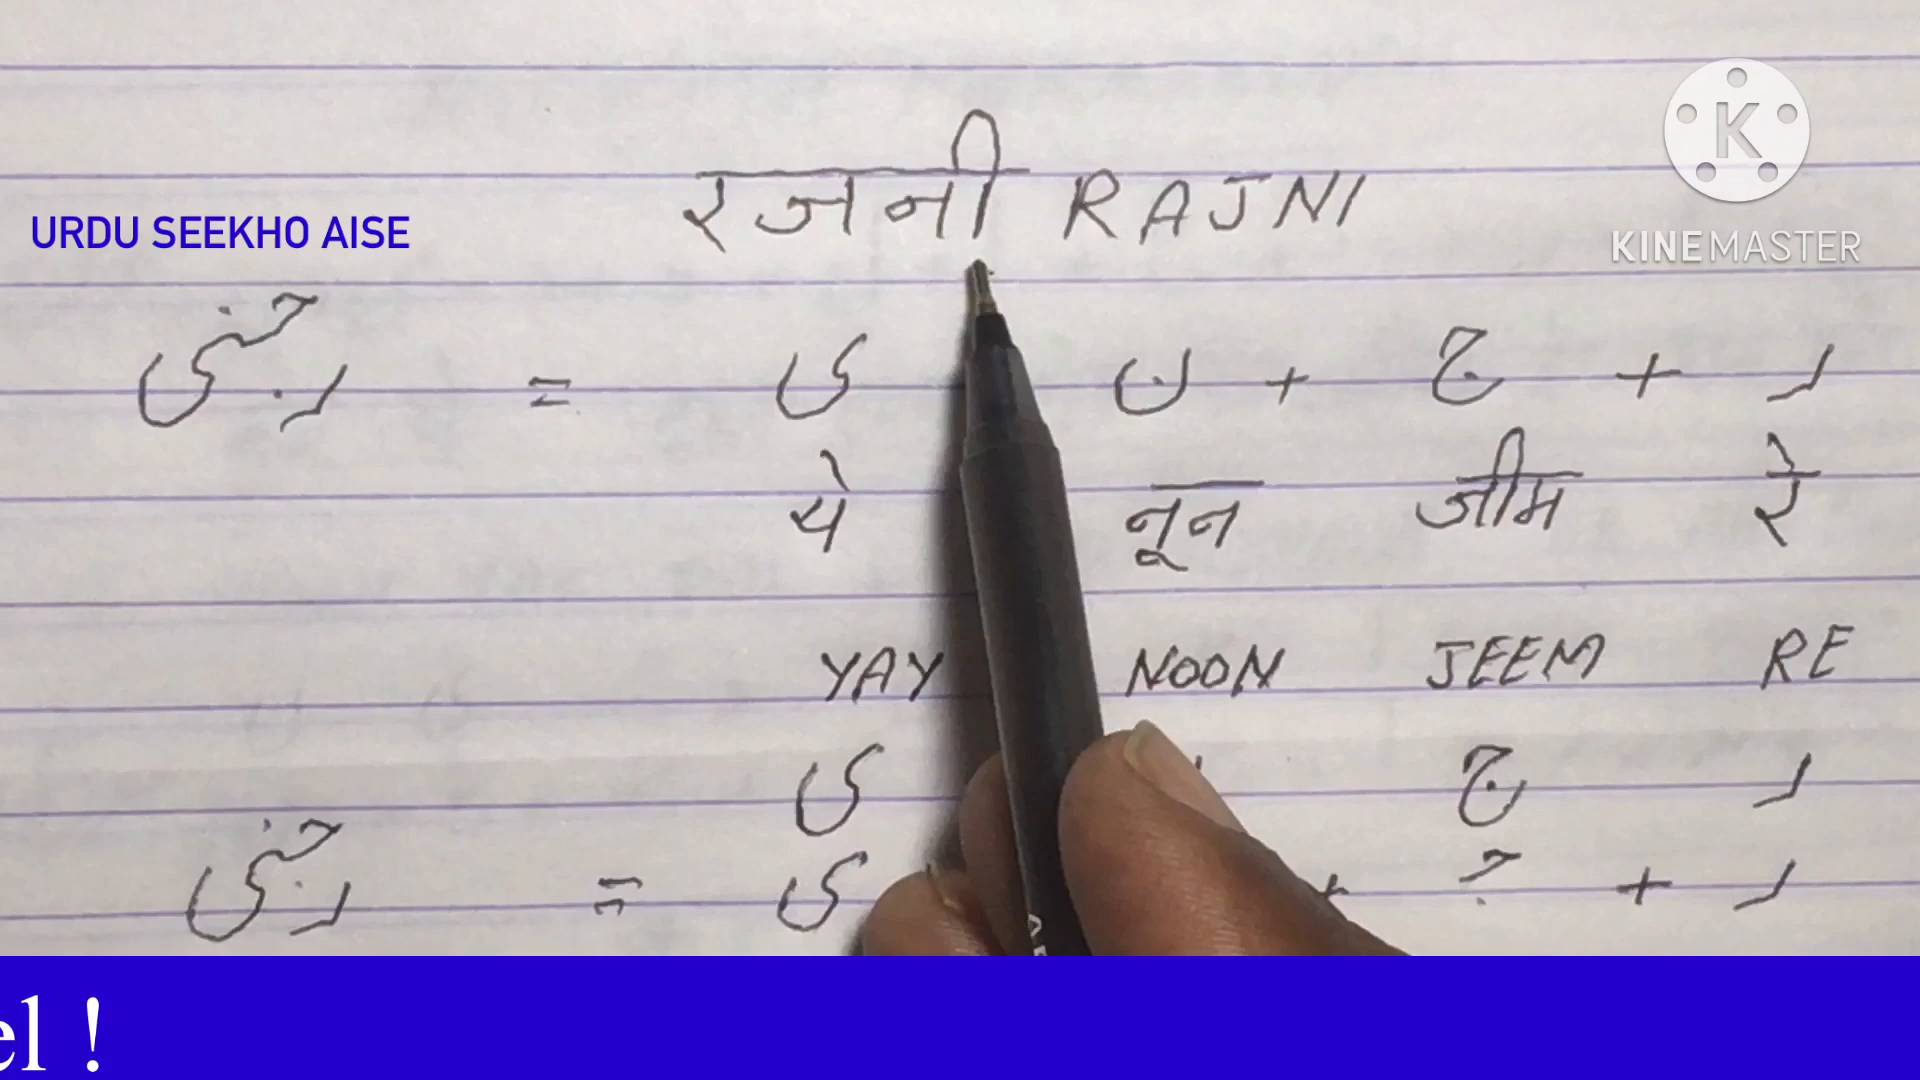 रजनी RAJNI
K
KINEMASTER
URDU SEEKHO AISE
رجنی = ی ن + ج + ر
ये नून जीम रे
YAY NOON JEEM RE
ی ج ر
رجنی = ی + ج + ر
el !